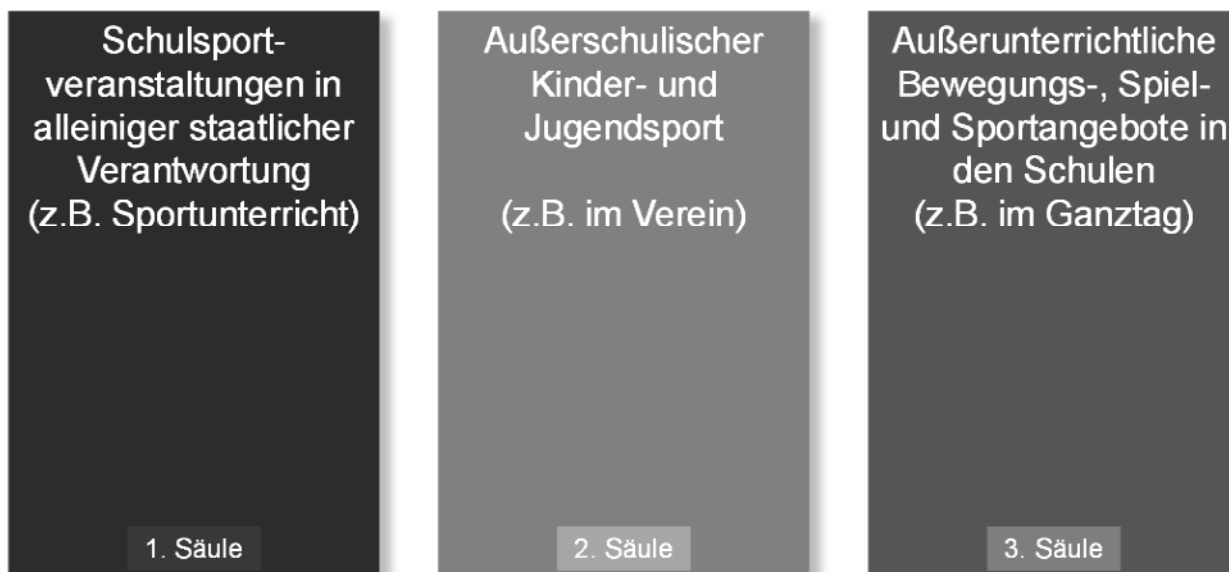 Schulsport-
veranstaltungen in
alleiniger staatlicher
Verantwortung
(z.B. Sportunterricht)
1. Säule
Außerschulischer
Kinder- und
Jugendsport
(z.B. im Verein)
2. Säule
Außerunterrichtliche
Bewegungs-, Spiel-
und Sportangebote in
den Schulen
(z.B. im Ganztag)
3. Säule